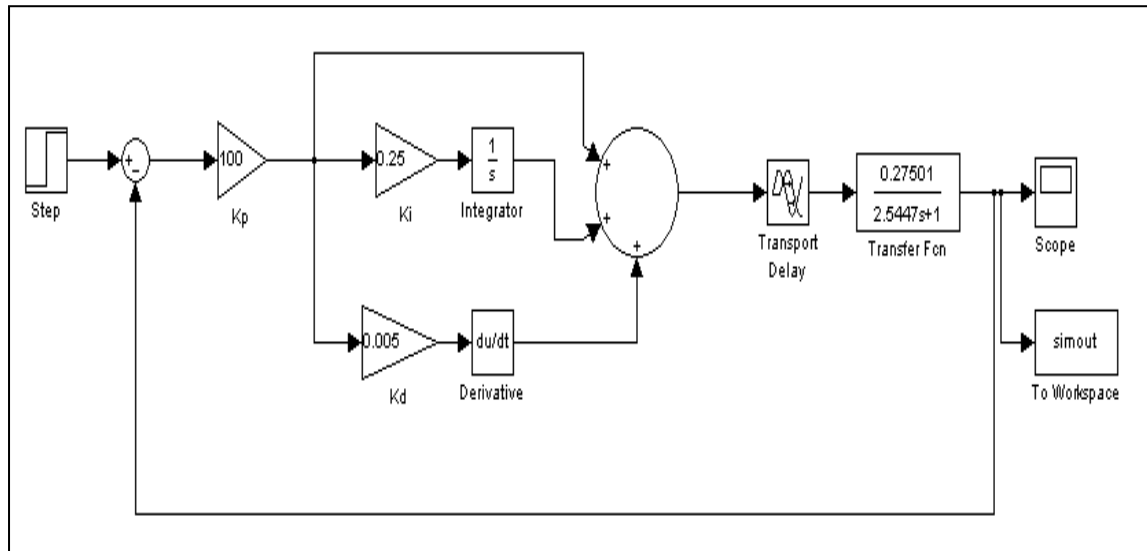 Step
+
−
100
Kp
0.25
Ki
1
s
Integrator
0.005
Kd
du/dt
Derivative
+
+
+
Transport
Delay
0.27501
2.5447s+1
Transfer Fcn
Scope
simout
To Workspace